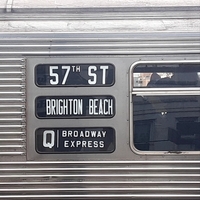 57TH ST
BRIGHTON BEACH
Q BROADWAY
EXPRESS